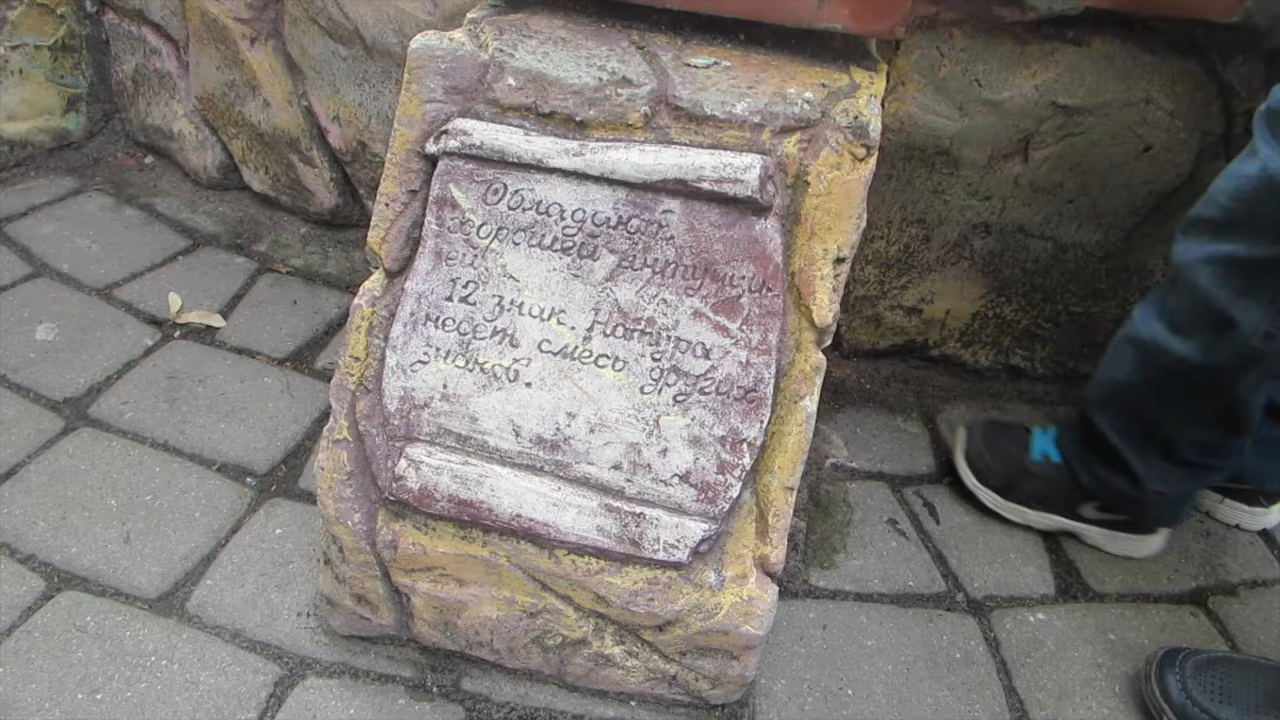 Обладают
хорошей интуици-
ей.
12 знак. Натура
несет смесь других
знаков.